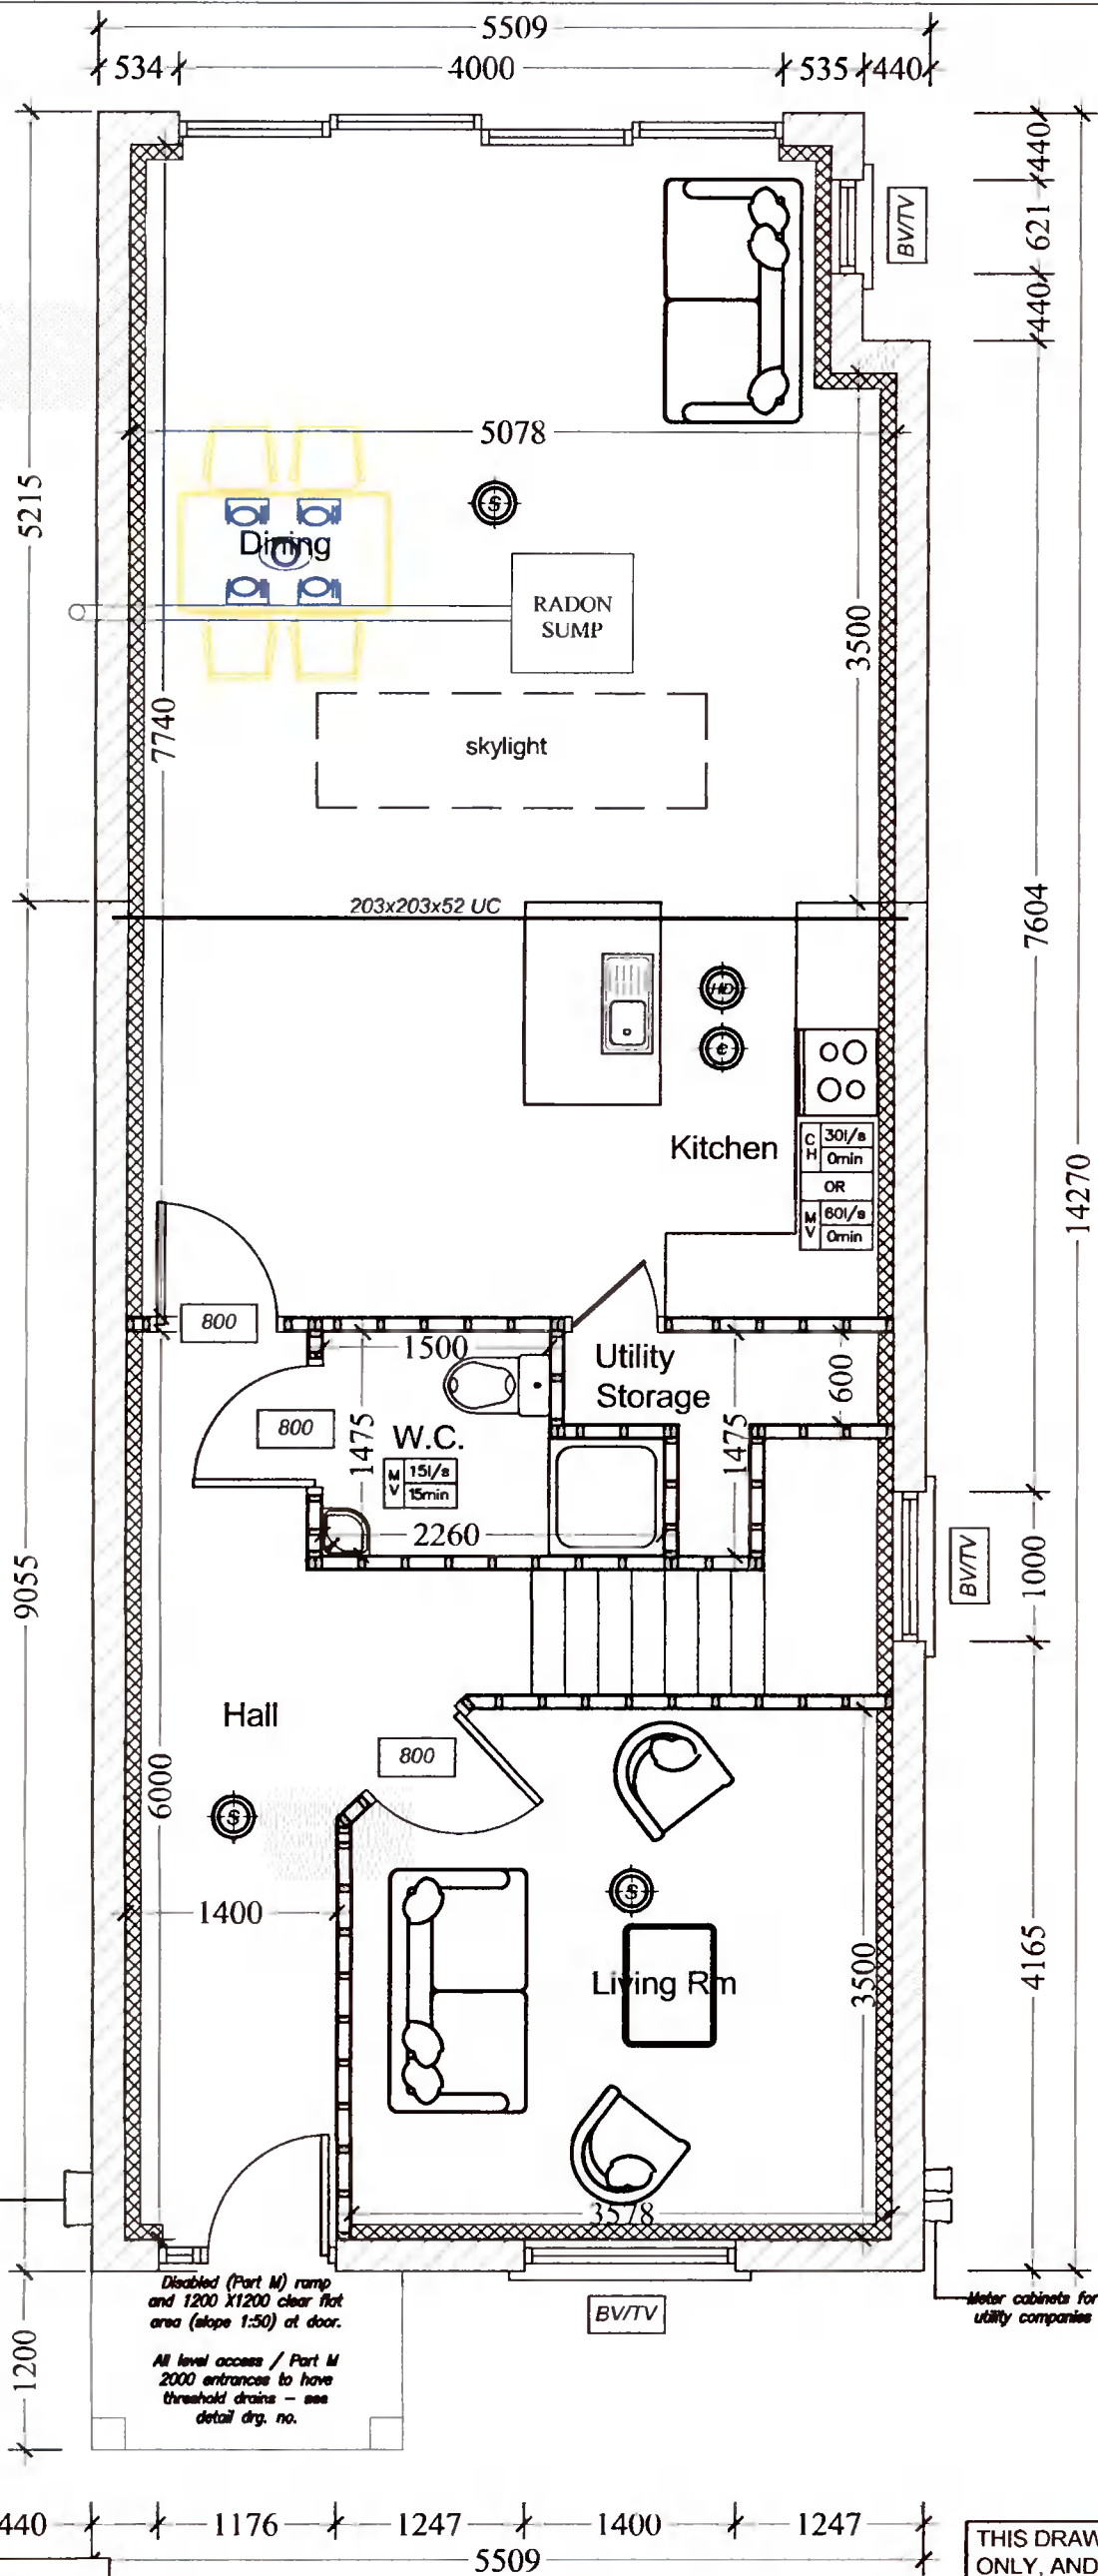 5509
534
4000
535
440
440
621
440
BV/TV
5078
5215
S
Dining
RADON
SUMP
3500
7740
skylight
203x203x52 UC
7604
14270
HD
C
Kitchen
C H 30l/s
0min
OR
M V 60l/s
0min
800
1500
Utility
Storage
600
800
1475
W.C.
1475
M V 15l/s
15min
2260
9055
BV/TV
1000
Hall
800
6000
S
S
1400
4165
Living Rm
3500
3578
Disabled (Part M) ramp
and 1200 X1200 clear flat
area (slope 1:50) at door.
All level access / Part M
2000 entrances to have
threshold drains – see
detail drg. no.
BV/TV
Meter cabinets for
utility companies
1200
440
1176
1247
1400
1247
5509
THIS DRAW
ONLY, AND